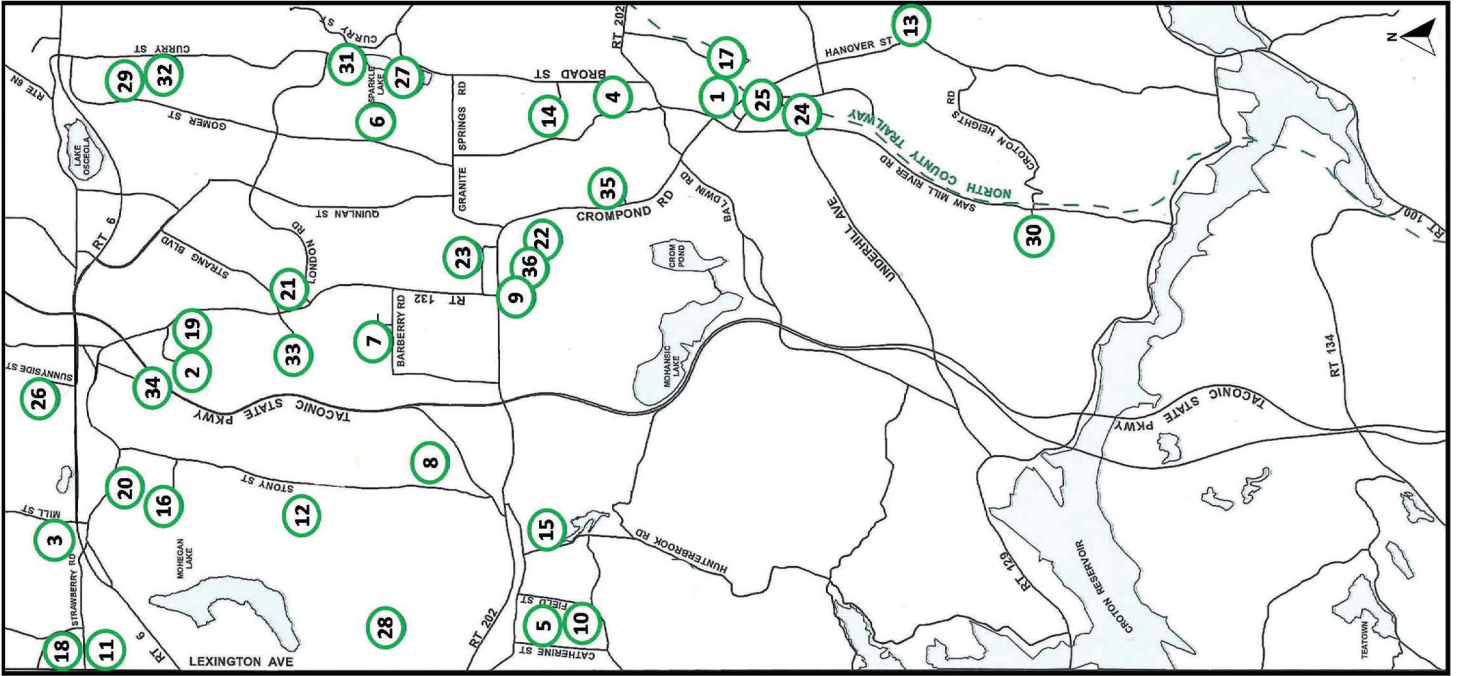 RTE 6N
CURRY ST
29
32
31
CURRY ST
SPARKLE
LAKE
27
6
GOMER ST
LAKE
OSCEOLA
RT 6
STRANG BLVD
QUINLAN ST
LONDON RD
21
19
2
33
34
SUNNYSIDE ST
26
TACONIC STATE PKWY
7
BARBERRY RD
RT 132
23
GRANITE SPRINGS RD
BROAD ST
14
4
RT 202
17
1
25
24
HANOVER ST
13
CROTON HEIGHTS RD
NORTH COUNTY TRAILWAY
SAW MILL RIVER RD
30
35
CROMPOND RD
22
36
9
BALDWIN RD
UNDERHILL AVE
CROM
POND
MOHANSIC
LAKE
8
STONY ST
20
16
12
MILL ST
3
STRAWBERRY RD
18
11
RT 6
MOHEGAN
LAKE
LEXINGTON AVE
28
RT 202
15
HUNTERBROOK RD
FIELD ST
5
10
CATHERINE ST
RT 129
CROTON RESERVOIR
TACONIC STATE PKWY
RT 134
RT 100
TEATOWN
N